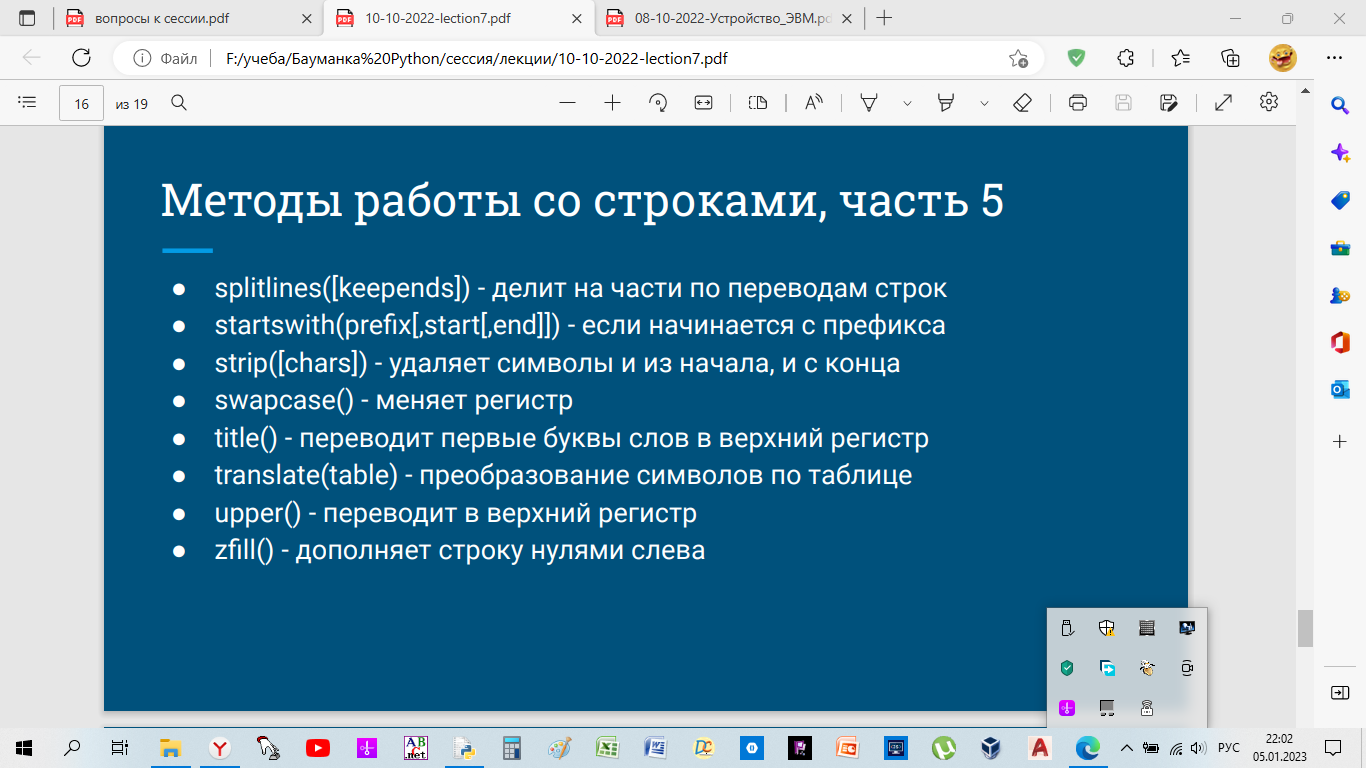 вопросы к сессии.pdf
10-10-2022-lection7.pdf
08-10-2022-Устройство_ЭВМ.pd
Файл
F:/учеба/Бауманка%20Python/сессия/лекции/10-10-2022-lection7.pdf
16 из 19
Методы работы со строками, часть 5
● splitlines([keepends]) - делит на части по переводам строк
● startswith(prefix[,start[,end]]) - если начинается с префикса
● strip([chars]) - удаляет символы и из начала, и с конца
● swapcase() - меняет регистр
● title() - переводит первые буквы слов в верхний регистр
● translate(table) - преобразование символов по таблице
● upper() - переводит в верхний регистр
● zfill() - дополняет строку нулями слева
РУС
22:02
05.01.2023